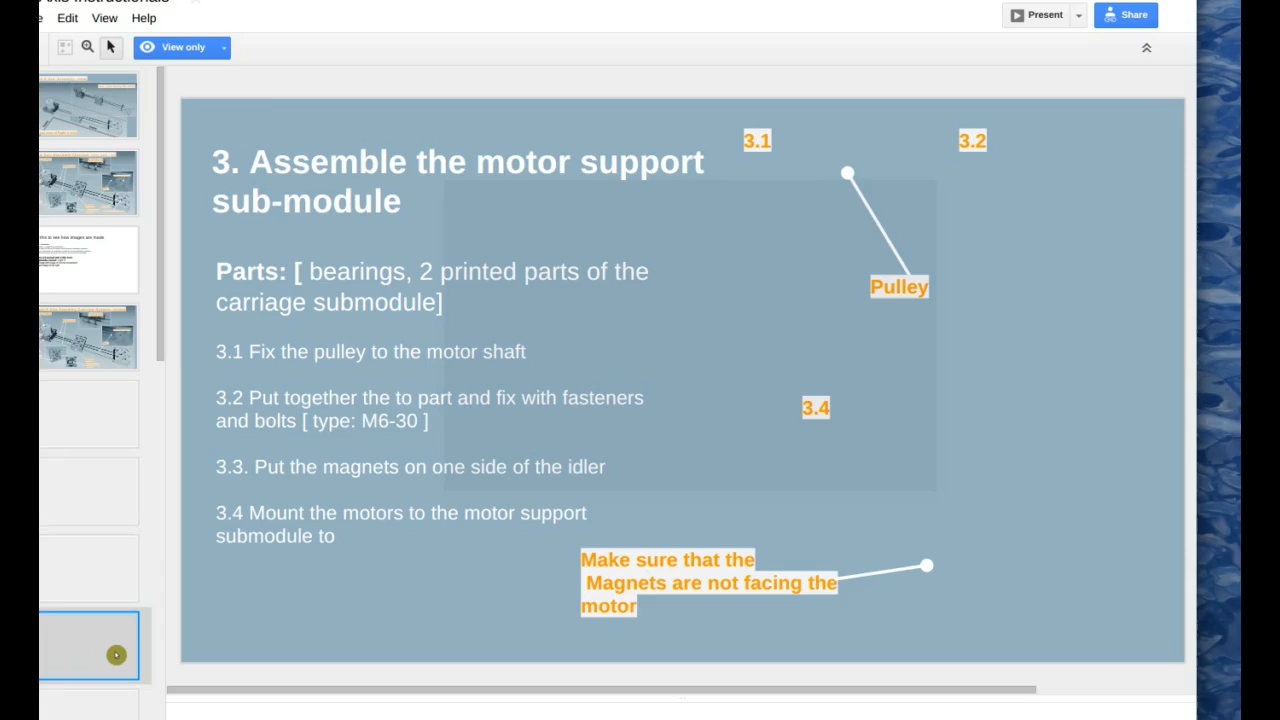 Edit View Help
Present
Share
View only
3. Assemble the motor support
sub-module
3.1
3.2
Pulley
Parts: [ bearings, 2 printed parts of the
carriage submodule]
3.1 Fix the pulley to the motor shaft
3.2 Put together the to part and fix with fasteners
and bolts [ type: M6-30 ]
3.4
3.3. Put the magnets on one side of the idler
3.4 Mount the motors to the motor support
submodule to
Make sure that the
Magnets are not facing the
motor